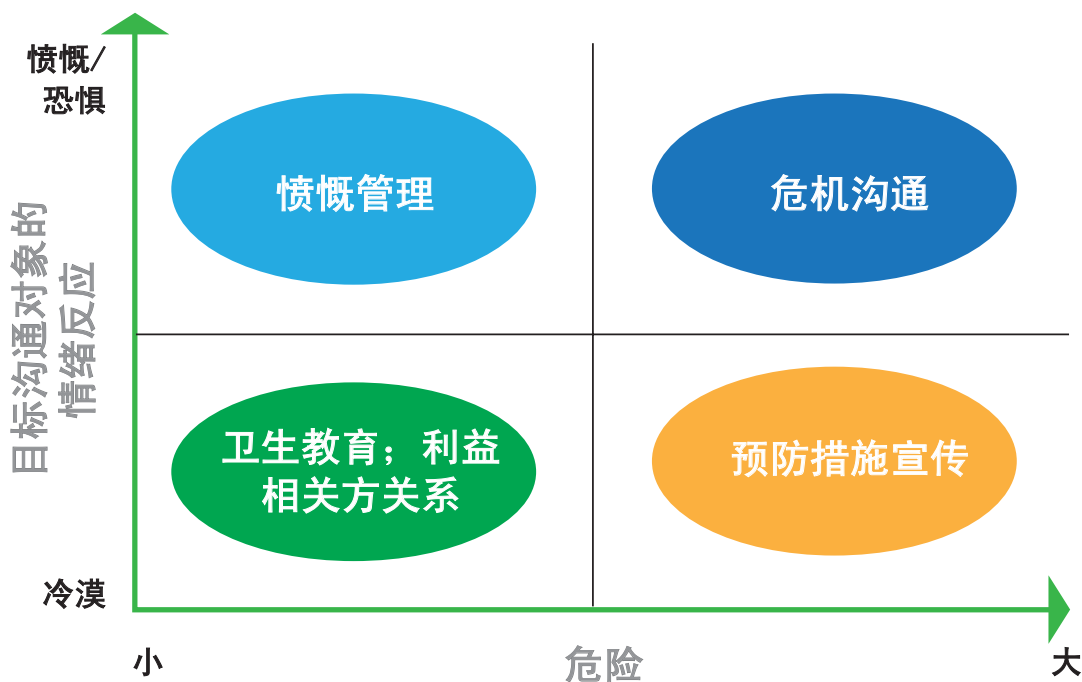 愤慨/
恐惧
目标沟通对象的
情绪反应
愤慨管理
危机沟通
卫生教育；利益
相关方关系
预防措施宣传
冷漠
小
危险
大